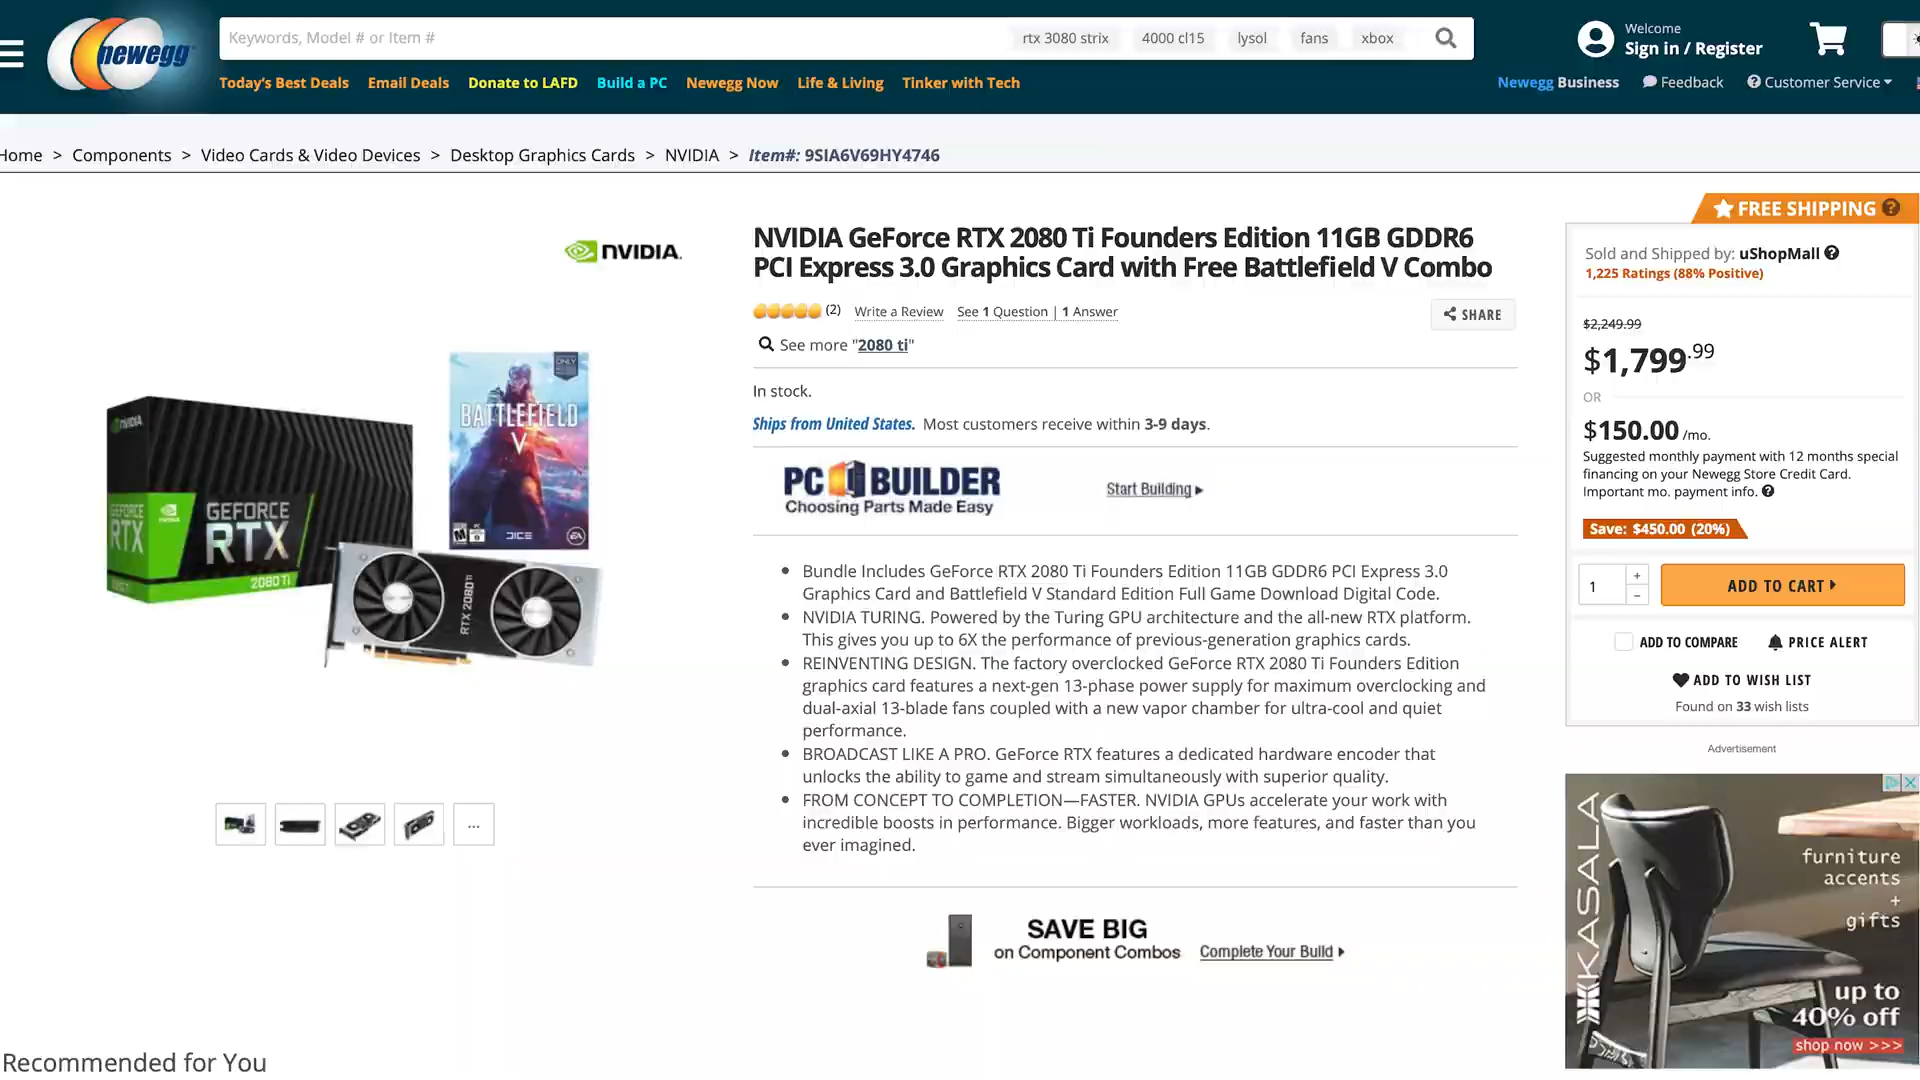 newegg
Keywords, Model # or Item #
rtx 3080 strix
4000 cl15
lysol
fans
xbox
Welcome
Sign in / Register
Today's Best Deals
Email Deals
Donate to LAFD
Build a PC
Newegg Now
Life & Living
Tinker with Tech
Newegg Business
Feedback
Customer Service
Home > Components > Video Cards & Video Devices > Desktop Graphics Cards > NVIDIA > Item#: 9SIA6V69HY4746
NVIDIA.
NVIDIA
GEFORCE
RTX
NVIDIA
GEFORCE
RTX
2080 Ti
BATTLEFIELD
V
DICE
EA
RTX 2080Ti
...
NVIDIA GeForce RTX 2080 Ti Founders Edition 11GB GDDR6
PCI Express 3.0 Graphics Card with Free Battlefield V Combo
(2) Write a Review See 1 Question | 1 Answer
SHARE
See more "2080 ti"
In stock.
Ships from United States. Most customers receive within 3-9 days.
PC BUILDER
Choosing Parts Made Easy
Start Building
• Bundle Includes GeForce RTX 2080 Ti Founders Edition 11GB GDDR6 PCI Express 3.0
Graphics Card and Battlefield V Standard Edition Full Game Download Digital Code.
• NVIDIA TURING. Powered by the Turing GPU architecture and the all-new RTX platform.
This gives you up to 6X the performance of previous-generation graphics cards.
• REINVENTING DESIGN. The factory overclocked GeForce RTX 2080 Ti Founders Edition
graphics card features a next-gen 13-phase power supply for maximum overclocking and
dual-axial 13-blade fans coupled with a new vapor chamber for ultra-cool and quiet
performance.
• BROADCAST LIKE A PRO. GeForce RTX features a dedicated hardware encoder that
unlocks the ability to game and stream simultaneously with superior quality.
• FROM CONCEPT TO COMPLETION—FASTER. NVIDIA GPUs accelerate your work with
incredible boosts in performance. Bigger workloads, more features, and faster than you
ever imagined.
SAVE BIG
on Component Combos
Complete Your Build
FREE SHIPPING
Sold and Shipped by: uShopMall
1,225 Ratings (88% Positive)
$2,249.99
$1,799.99
OR
$150.00 /mo.
Suggested monthly payment with 12 months special
financing on your Newegg Store Credit Card.
Important mo. payment info.
Save: $450.00 (20%)
1
+
-
ADD TO CART
ADD TO COMPARE
PRICE ALERT
ADD TO WISH LIST
Found on 33 wish lists
Advertisement
KASALA
furniture
accents
+
gifts
up to
40% off
shop now >>>
Recommended for You